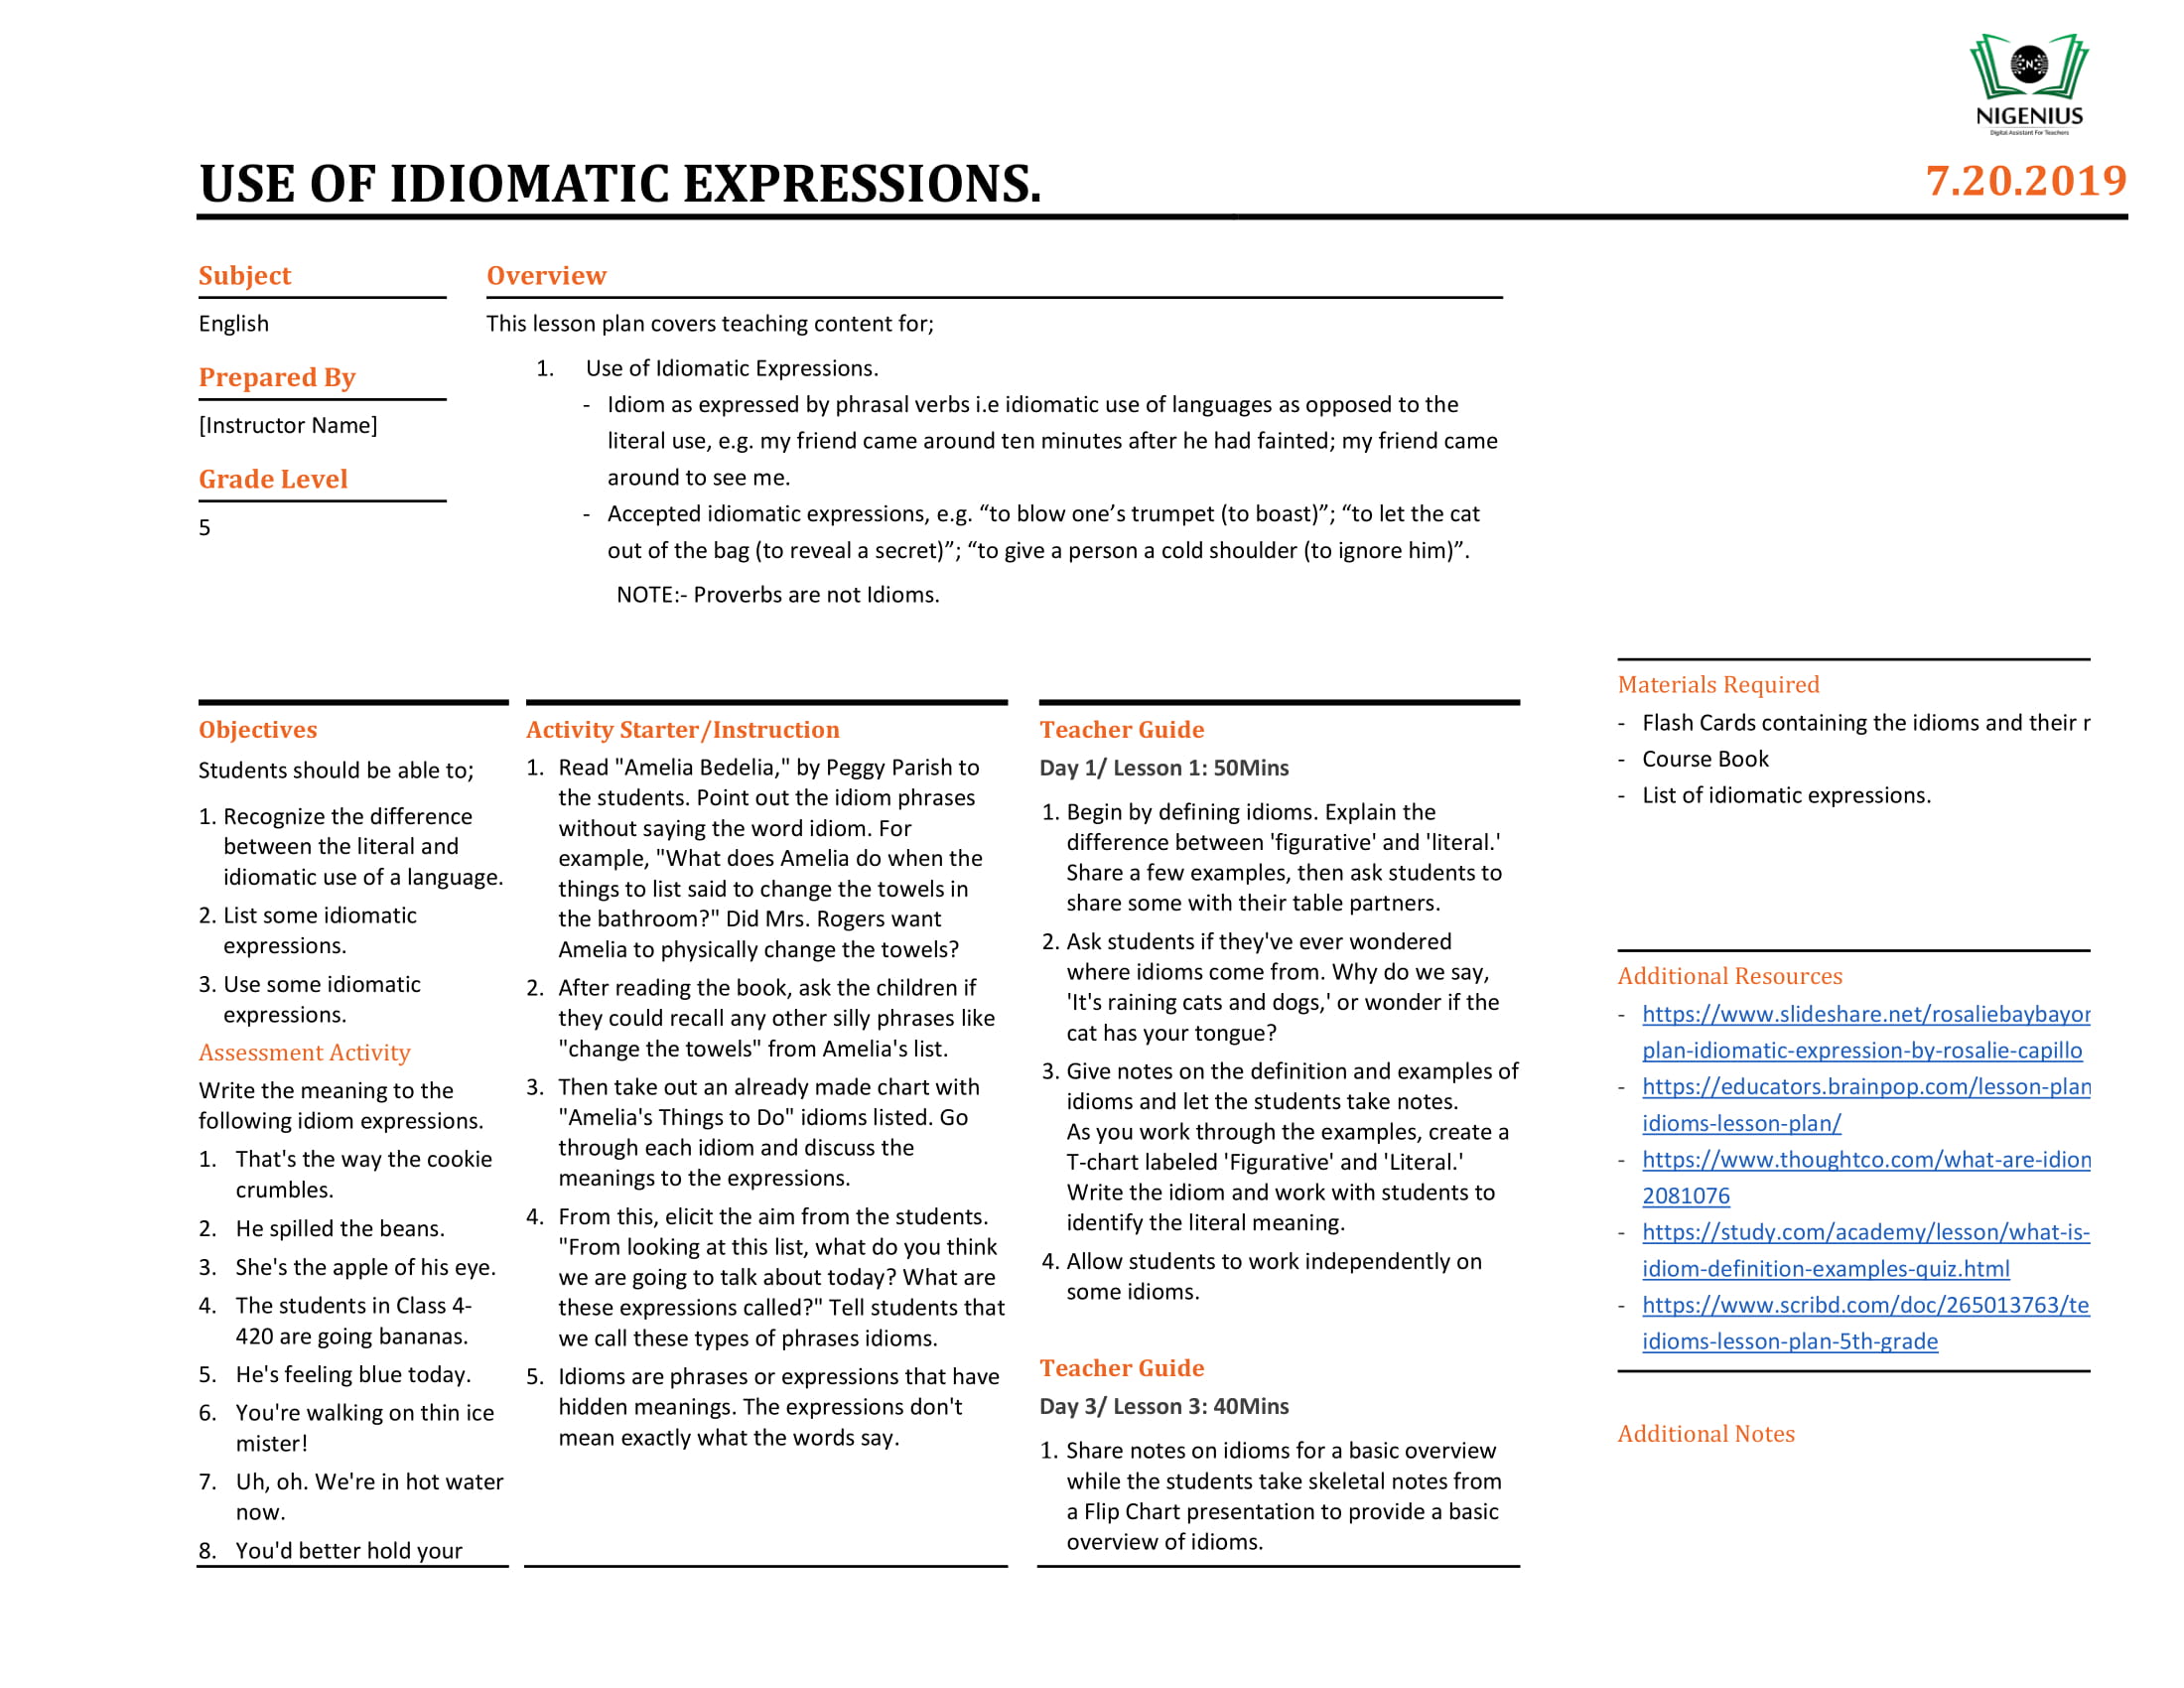 NIGENIUS
Digital Assistant For Teachers
USE OF IDIOMATIC EXPRESSIONS.
7.20.2019
Subject
English
Prepared By
[Instructor Name]
Grade Level
5
Overview
This lesson plan covers teaching content for;
1. Use of Idiomatic Expressions.
- Idiom as expressed by phrasal verbs i.e idiomatic use of languages as opposed to the
literal use, e.g. my friend came around ten minutes after he had fainted; my friend came
around to see me.
- Accepted idiomatic expressions, e.g. “to blow one’s trumpet (to boast)”; “to let the cat
out of the bag (to reveal a secret)”; “to give a person a cold shoulder (to ignore him)”.
NOTE:- Proverbs are not Idioms.
Objectives
Students should be able to;
1. Recognize the difference
between the literal and
idiomatic use of a language.
2. List some idiomatic
expressions.
3. Use some idiomatic
expressions.
Assessment Activity
Write the meaning to the
following idiom expressions.
1. That's the way the cookie
crumbles.
2. He spilled the beans.
3. She's the apple of his eye.
4. The students in Class 4-
420 are going bananas.
5. He's feeling blue today.
6. You're walking on thin ice
mister!
7. Uh, oh. We're in hot water
now.
8. You'd better hold your
Activity Starter/Instruction
1. Read "Amelia Bedelia," by Peggy Parish to
the students. Point out the idiom phrases
without saying the word idiom. For
example, "What does Amelia do when the
things to list said to change the towels in
the bathroom?" Did Mrs. Rogers want
Amelia to physically change the towels?
2. After reading the book, ask the children if
they could recall any other silly phrases like
"change the towels" from Amelia's list.
3. Then take out an already made chart with
"Amelia's Things to Do" idioms listed. Go
through each idiom and discuss the
meanings to the expressions.
4. From this, elicit the aim from the students.
"From looking at this list, what do you think
we are going to talk about today? What are
these expressions called?" Tell students that
we call these types of phrases idioms.
5. Idioms are phrases or expressions that have
hidden meanings. The expressions don't
mean exactly what the words say.
Teacher Guide
Day 1/ Lesson 1: 50Mins
1. Begin by defining idioms. Explain the
difference between 'figurative' and 'literal.'
Share a few examples, then ask students to
share some with their table partners.
2. Ask students if they've ever wondered
where idioms come from. Why do we say,
'It's raining cats and dogs,' or wonder if the
cat has your tongue?
3. Give notes on the definition and examples of
idioms and let the students take notes.
As you work through the examples, create a
T-chart labeled 'Figurative' and 'Literal.'
Write the idiom and work with students to
identify the literal meaning.
4. Allow students to work independently on
some idioms.
Teacher Guide
Day 3/ Lesson 3: 40Mins
1. Share notes on idioms for a basic overview
while the students take skeletal notes from
a Flip Chart presentation to provide a basic
overview of idioms.
Materials Required
- Flash Cards containing the idioms and their
- Course Book
- List of idiomatic expressions.
Additional Resources
- https://www.slideshare.net/rosaliebaybayor
plan-idiomatic-expression-by-rosalie-capillo
- https://educators.brainpop.com/lesson-plan
idioms-lesson-plan/
- https://www.thoughtco.com/what-are-idion
2081076
- https://study.com/academy/lesson/what-is-
idiom-definition-examples-quiz.html
- https://www.scribd.com/doc/265013763/te
idioms-lesson-plan-5th-grade
Additional Notes